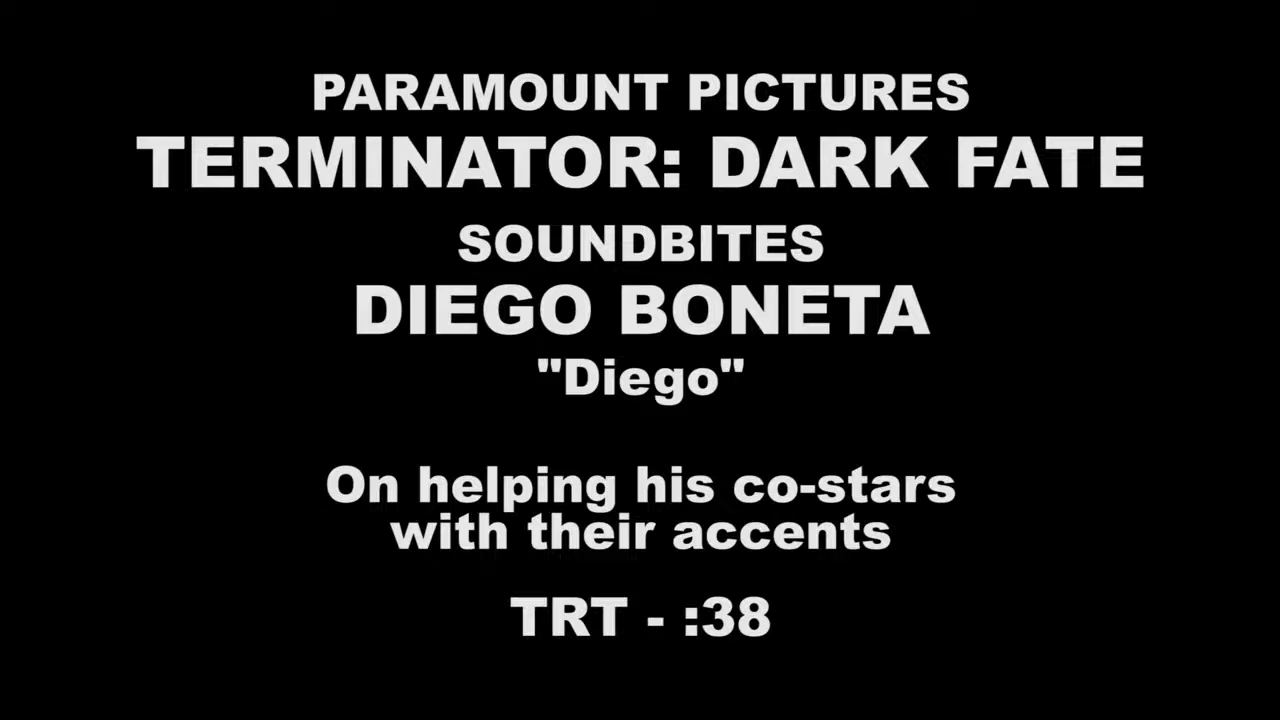 PARAMOUNT PICTURES
TERMINATOR: DARK FATE
SOUNDBITES
DIEGO BONETA
"Diego"
On helping his co-stars
with their accents
TRT - :38